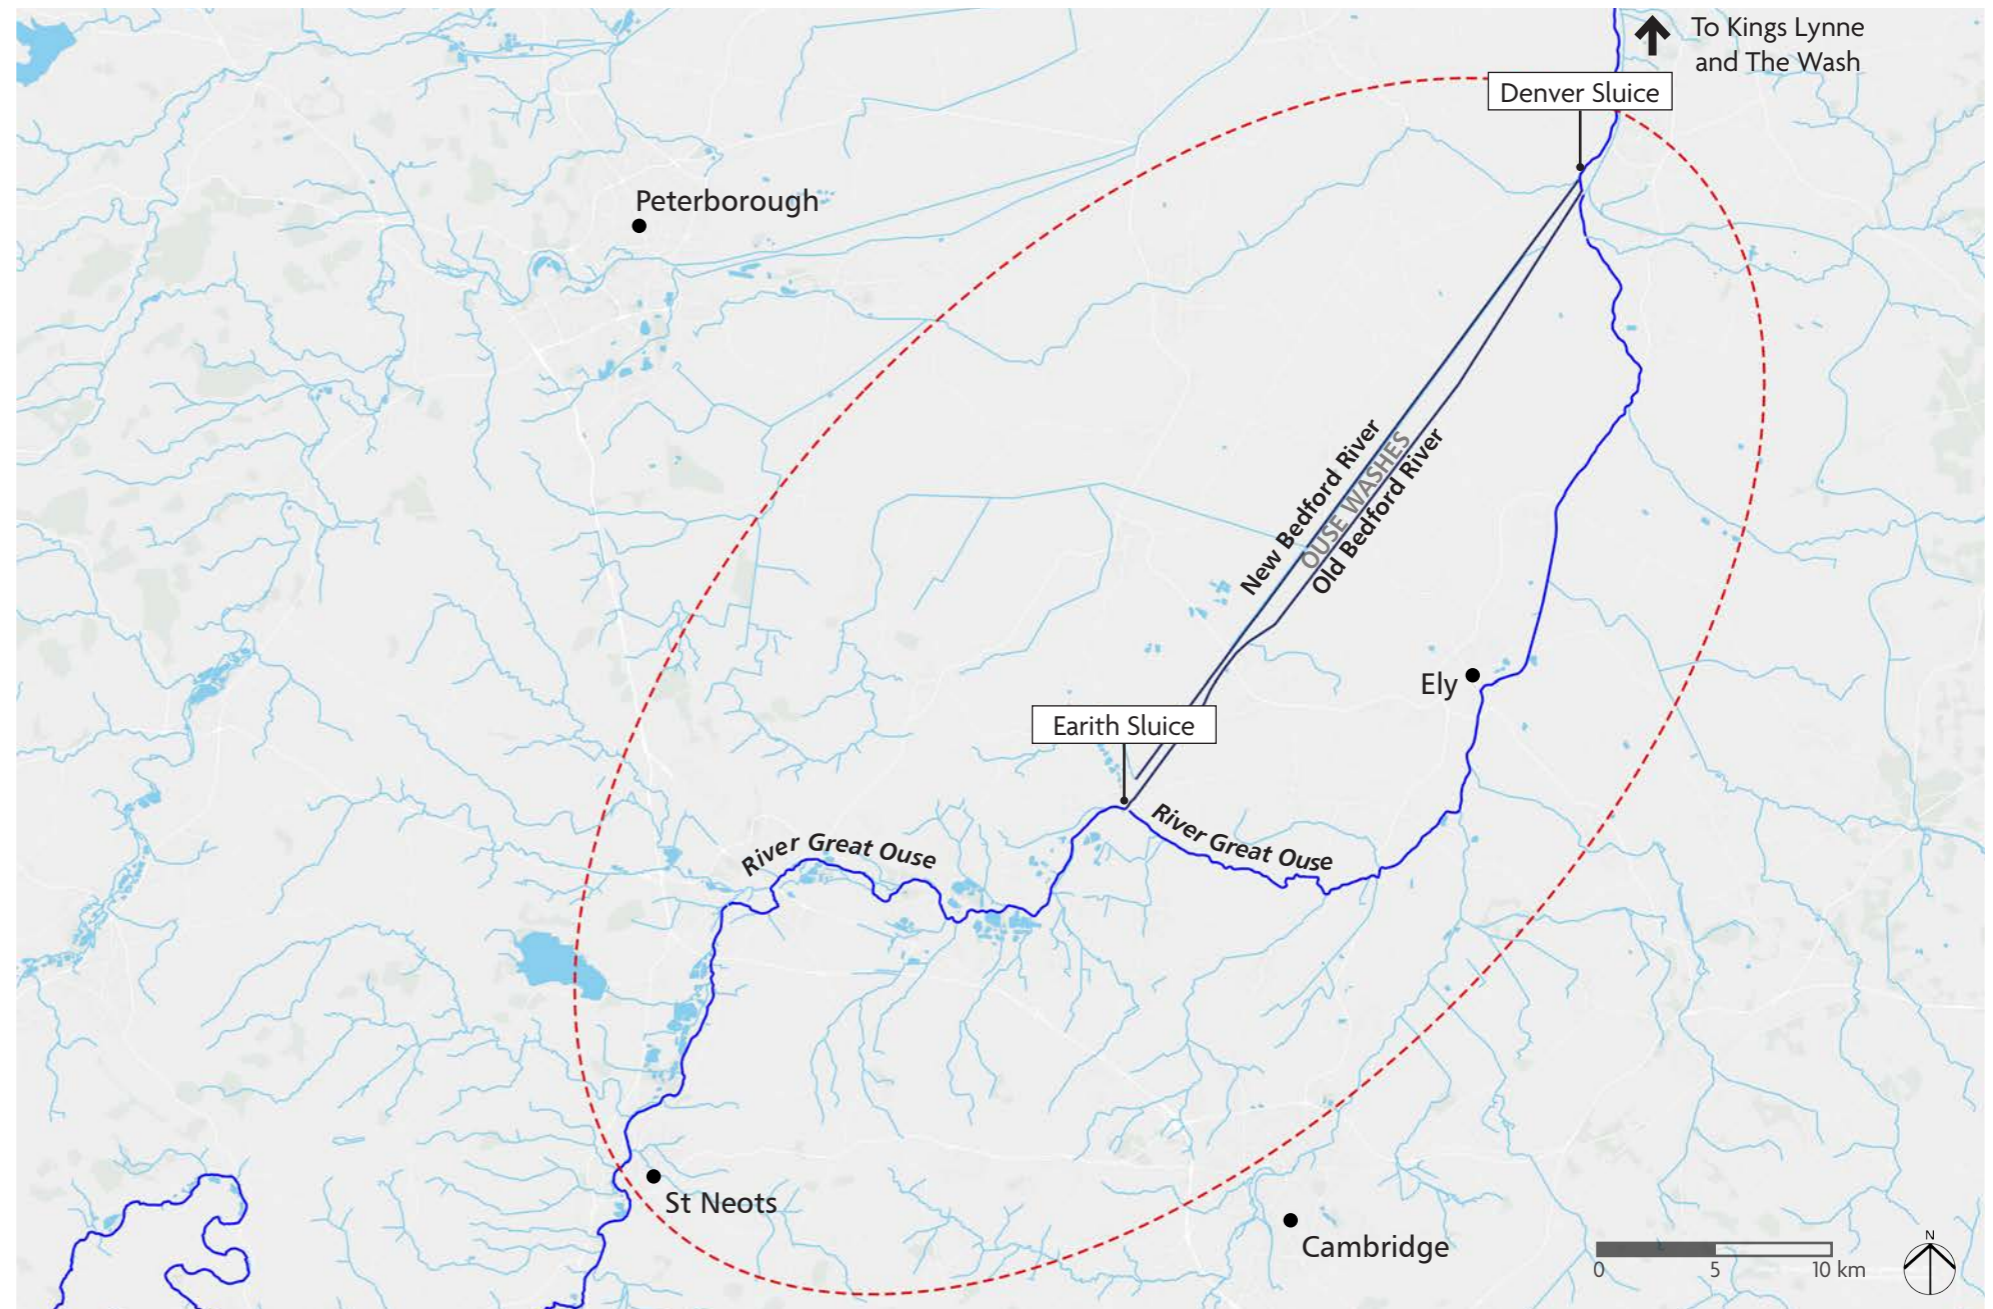 To Kings Lynne
and The Wash
Denver Sluice
Peterborough
New Bedford River
OUSE WASHES
Old Bedford River
Ely
Earith Sluice
River Great Ouse
River Great Ouse
St Neots
Cambridge
N
0 5 10 km